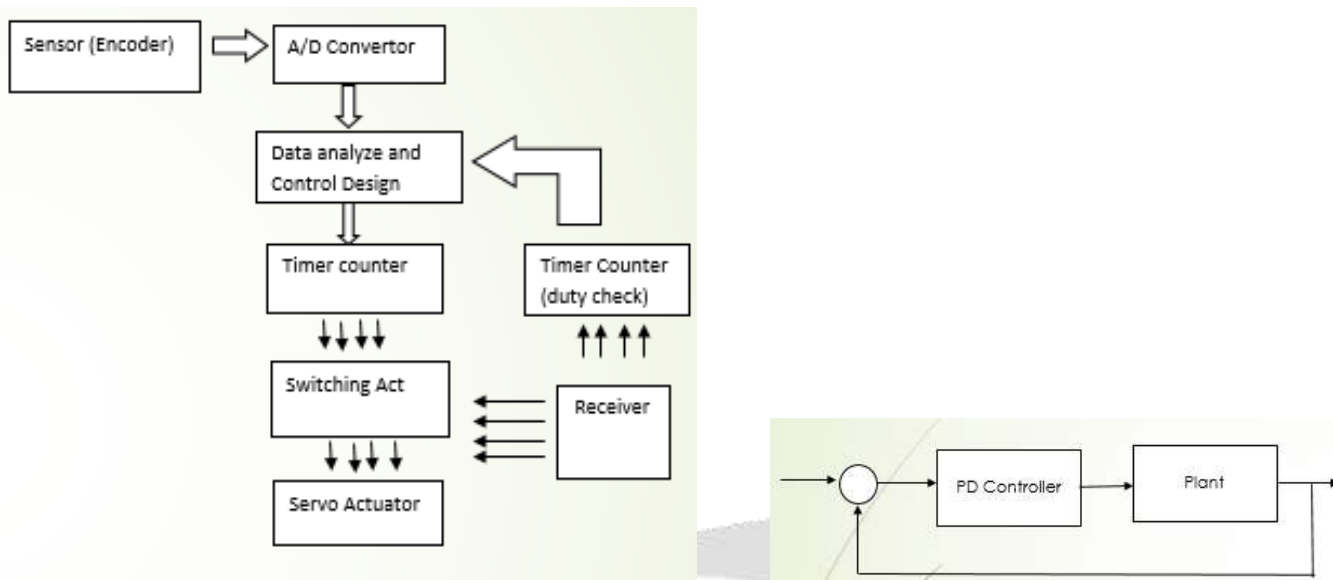 Sensor (Encoder)
A/D Convertor
Data analyze and
Control Design
Timer counter
Timer Counter
(duty check)
Switching Act
Receiver
Servo Actuator
PD Controller
Plant